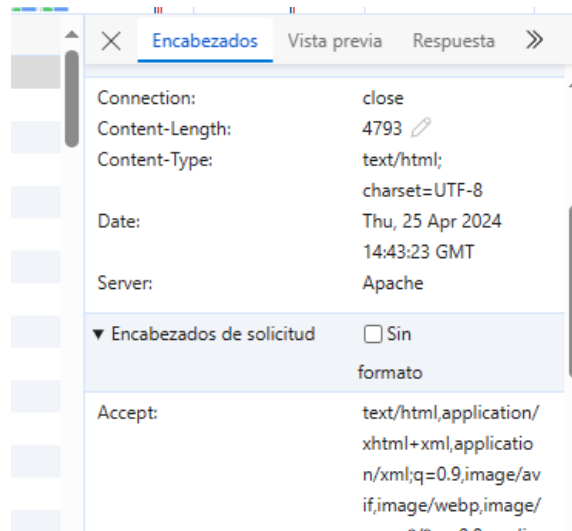 Encabezados Vista previa Respuesta
Connection: close
Content-Length: 4793
Content-Type: text/html;
charset=UTF-8
Date: Thu, 25 Apr 2024
14:43:23 GMT
Server: Apache
▼ Encabezados de solicitud Sin
formato
Accept: text/html,application/
xhtml+xml,applicatio
n/xml;q=0.9,image/av
if,image/webp,image/